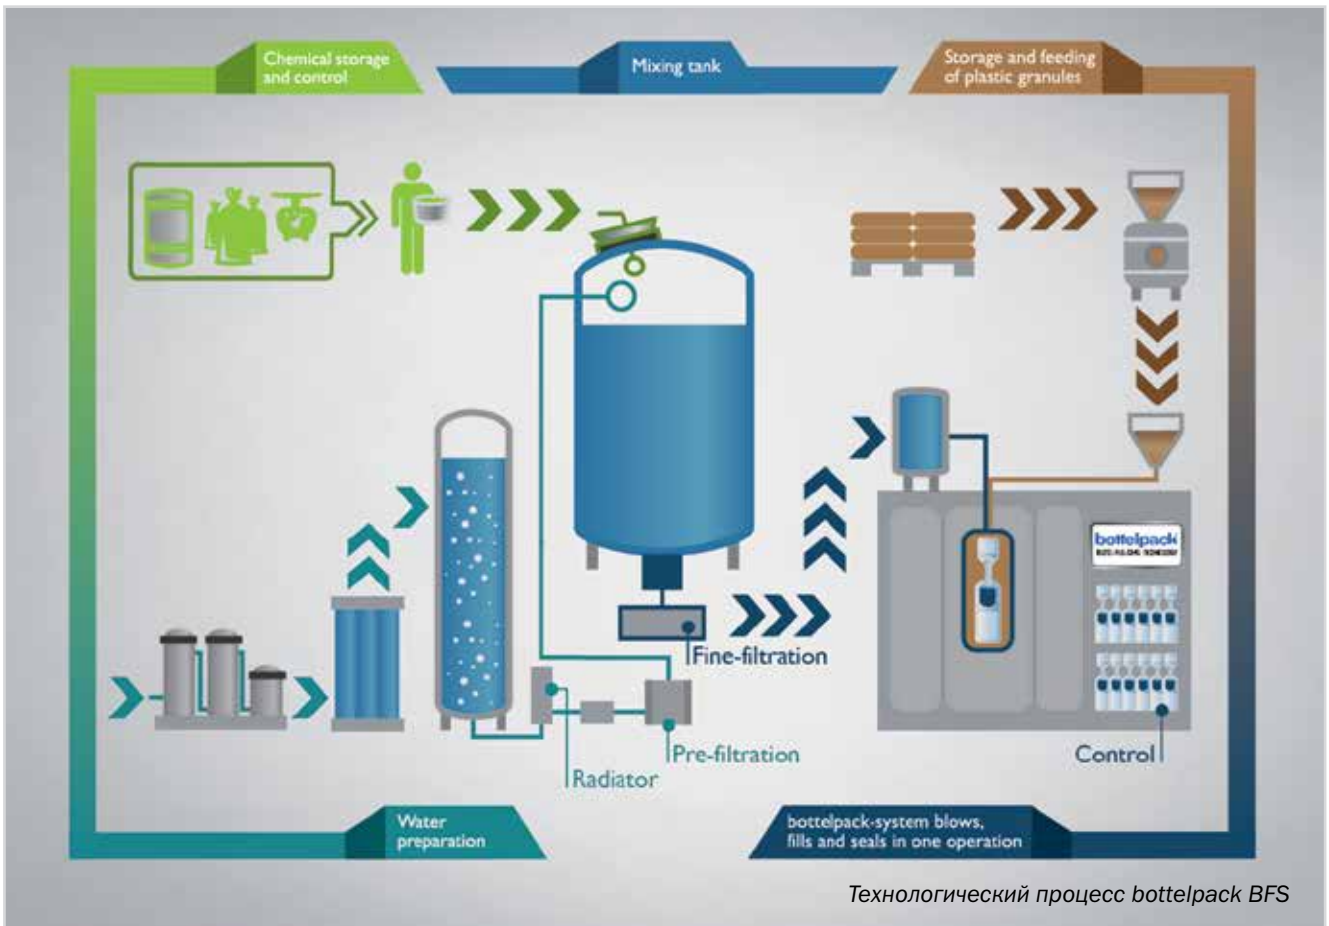 Chemical storage
and control
Mixing tank
Storage and feeding
of plastic granules
bottelpack
Fine-filtration
Pre-filtration
Radiator
Control
Water
preparation
bottelpack-system blows,
fills and seals in one operation
Технологический процесс bottelpack BFS